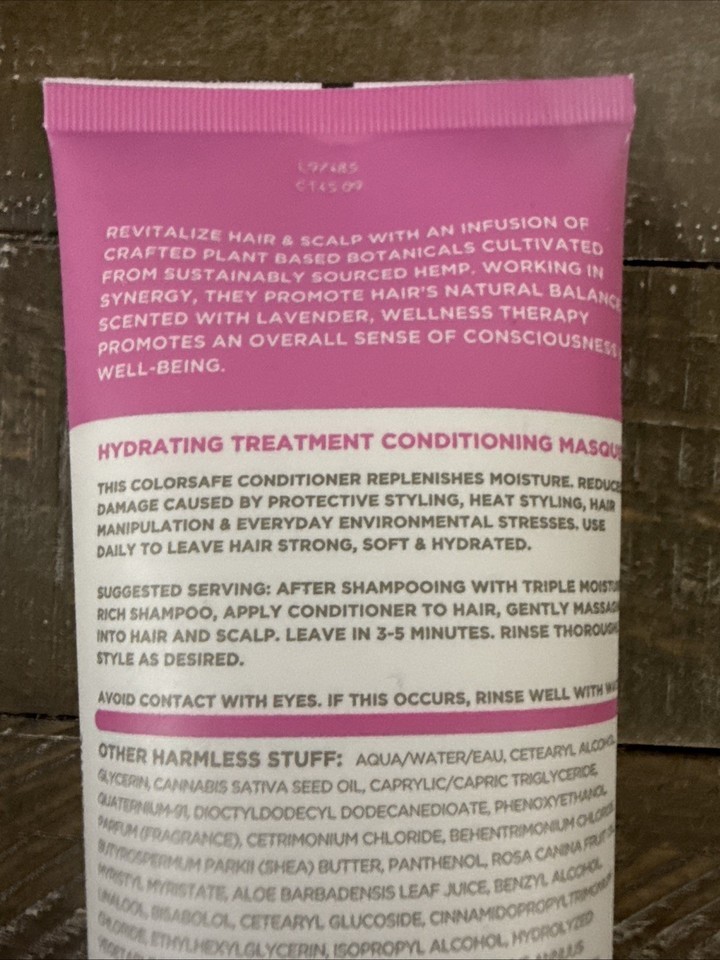 REVITALIZE HAIR & SCALP WITH AN INFUSION OF
CRAFTED PLANT BASED BOTANICALS CULTIVATED
FROM SUSTAINABLY SOURCED HEMP. WORKING IN
SYNERGY, THEY PROMOTE HAIR'S NATURAL BALANCE
SCENTED WITH LAVENDER, WELLNESS THERAPY
PROMOTES AN OVERALL SENSE OF CONSCIOUSNESS
WELL-BEING.
HYDRATING TREATMENT CONDITIONING MASQUE
THIS COLORSAFE CONDITIONER REPLENISHES MOISTURE. REDUCE
DAMAGE CAUSED BY PROTECTIVE STYLING, HEAT STYLING, HAIR
MANIPULATION & EVERYDAY ENVIRONMENTAL STRESSES. USE
DAILY TO LEAVE HAIR STRONG, SOFT & HYDRATED.
SUGGESTED SERVING: AFTER SHAMPOOING WITH TRIPLE MOISTU
RICH SHAMPOO, APPLY CONDITIONER TO HAIR, GENTLY MASSAG
INTO HAIR AND SCALP. LEAVE IN 3-5 MINUTES. RINSE THOROUGH
STYLE AS DESIRED.
AVOID CONTACT WITH EYES. IF THIS OCCURS, RINSE WELL WITH WA
OTHER HARMLESS STUFF: AQUA/WATER/EAU, CETEARYL ALCOHOL,
GLYCERIN, CANNABIS SATIVA SEED OIL, CAPRYLIC/CAPRIC TRIGLYCERIDE,
QUATERNIUM-91, DIOCTYLDODECYL DODECANEDIOATE, PHENOXYETHANOL
PARFUM (FRAGRANCE), CETRIMONIUM CHLORIDE, BEHENTRIMONIUM CHLORIDE
BUTYROSPERMUM PARKII (SHEA) BUTTER, PANTHENOL, ROSA CANINA FRUIT
MYRISTYL MYRISTATE, ALOE BARBADENSIS LEAF JUICE, BENZYL ALCOHOL
LINALOOL, BISABOLOL, CETEARYL GLUCOSIDE, CINNAMIDOPROPYLTRIMONIUM
CHLORIDE, ETHYLHEXYLGLYCERIN, ISOPROPYL ALCOHOL, HYDROLYZED